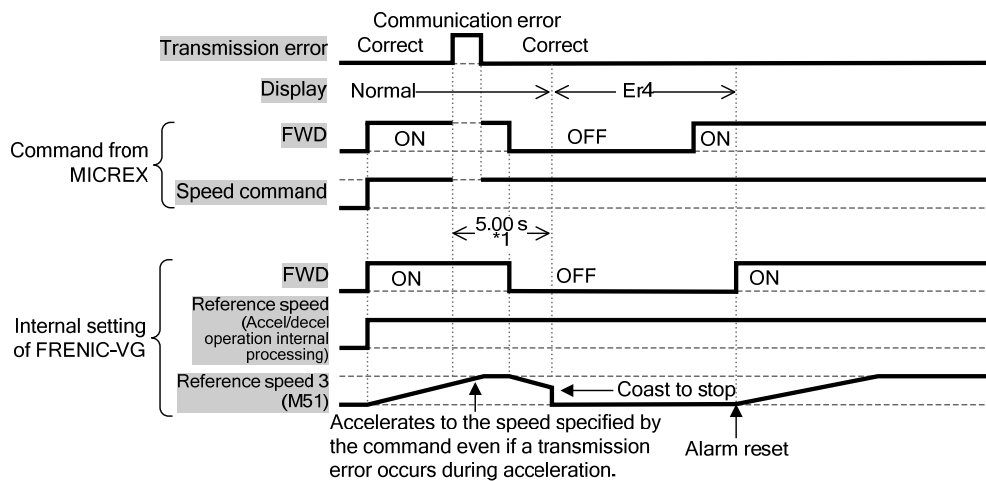 Communication error
Transmission error
Correct
Correct
Display
Normal
Er4
Command from
MICREX
FWD
ON
OFF
ON
Speed command
5.00 s
*1
Internal setting
of FRENIC-VG
FWD
ON
OFF
ON
Reference speed
(Accel/decel
operation internal
processing)
Reference speed 3
(M51)
Coast to stop
Accelerates to the speed specified by
the command even if a transmission
error occurs during acceleration.
Alarm reset